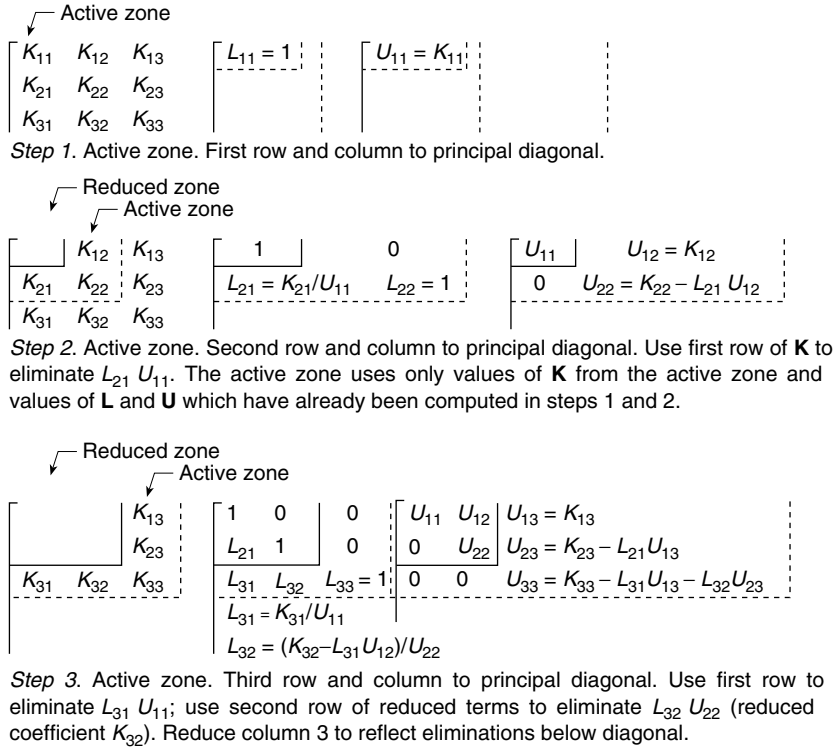 Active zone
K11 K12 K13 L11 = 1 U11 = K11
K21 K22 K23
K31 K32 K33
Step 1. Active zone. First row and column to principal diagonal.
Reduced zone
Active zone
K12 K13 1 0 U11 U12 = K12
K21 K22 K23 L21 = K21/U11 L22 = 1 0 U22 = K22 – L21 U12
K31 K32 K33
Step 2. Active zone. Second row and column to principal diagonal. Use first row of K to
eliminate L21 U11. The active zone uses only values of K from the active zone and
values of L and U which have already been computed in steps 1 and 2.
Reduced zone
Active zone
K13 1 0 0 U11 U12 U13 = K13
K23 L21 1 0 0 U22 U23 = K23 – L21U13
K31 K32 K33 L31 L32 L33 = 1 0 0 U33 = K33 – L31U13 – L32U23
L31 = K31/U11
L32 = (K32–L31U12)/U22
Step 3. Active zone. Third row and column to principal diagonal. Use first row to
eliminate L31 U11; use second row of reduced terms to eliminate L32 U22 (reduced
coefficient K32). Reduce column 3 to reflect eliminations below diagonal.